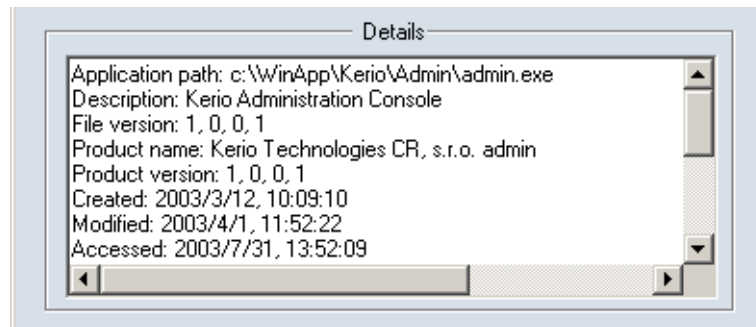 Details
Application path: c:\WinApp\Kerio\Admin\admin.exe
Description: Kerio Administration Console
File version: 1, 0, 0, 1
Product name: Kerio Technologies CR, s.r.o. admin
Product version: 1, 0, 0, 1
Created: 2003/3/12, 10:09:10
Modified: 2003/4/1, 11:52:22
Accessed: 2003/7/31, 13:52:09